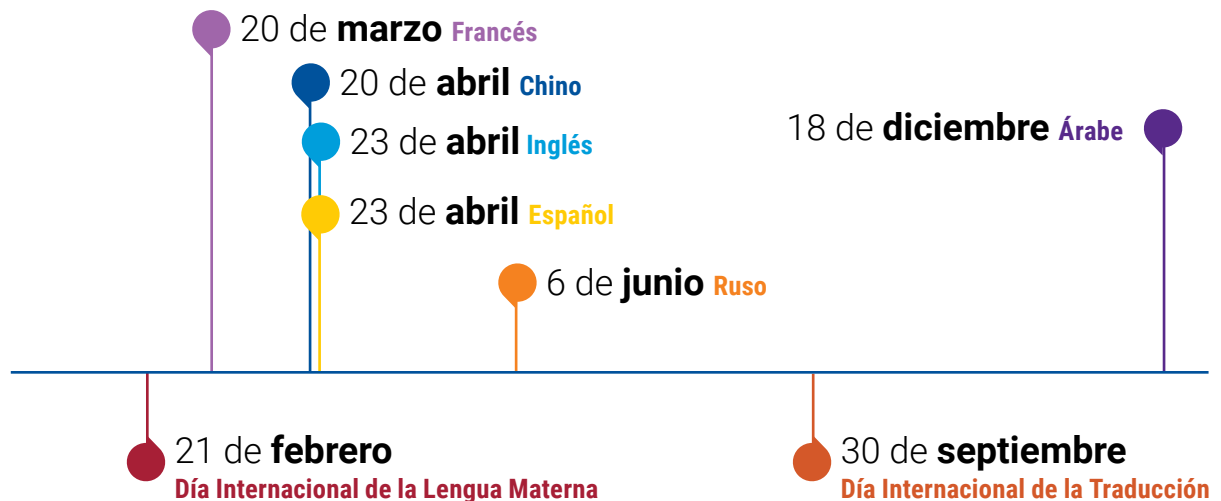 20 de marzo Francés
20 de abril Chino
23 de abril Inglés
18 de diciembre Árabe
23 de abril Español
6 de junio Ruso
21 de febrero
Día Internacional de la Lengua Materna
30 de septiembre
Día Internacional de la Traducción